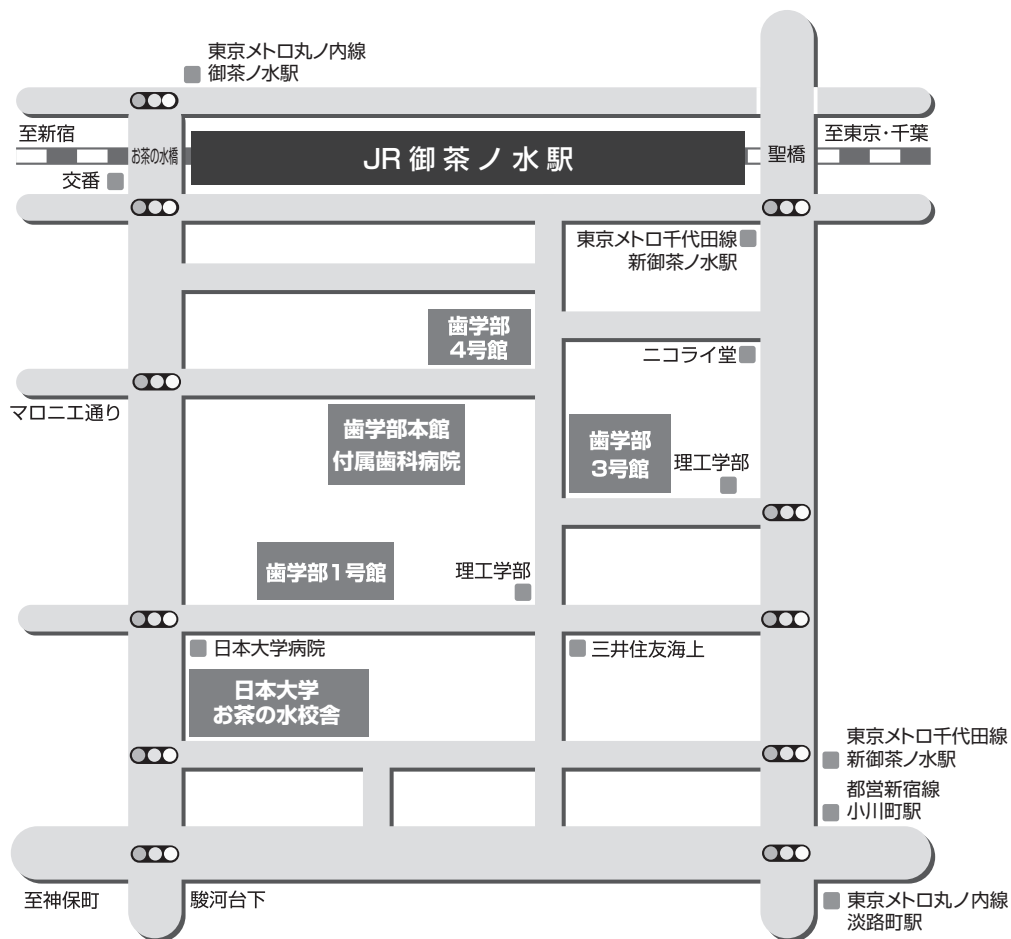 東京メトロ丸ノ内線
御茶ノ水駅
至新宿
お茶の水橋
JR 御茶ノ水駅
聖橋
至東京・千葉
交番
東京メトロ千代田線
新御茶ノ水駅
歯学部
4号館
ニコライ堂
マロニエ通り
歯学部本館
付属歯科病院
歯学部
3号館
理工学部
歯学部1号館
理工学部
日本大学病院
三井住友海上
日本大学
お茶の水校舎
東京メトロ千代田線
新御茶ノ水駅
都営新宿線
小川町駅
至神保町
駿河台下
東京メトロ丸ノ内線
淡路町駅